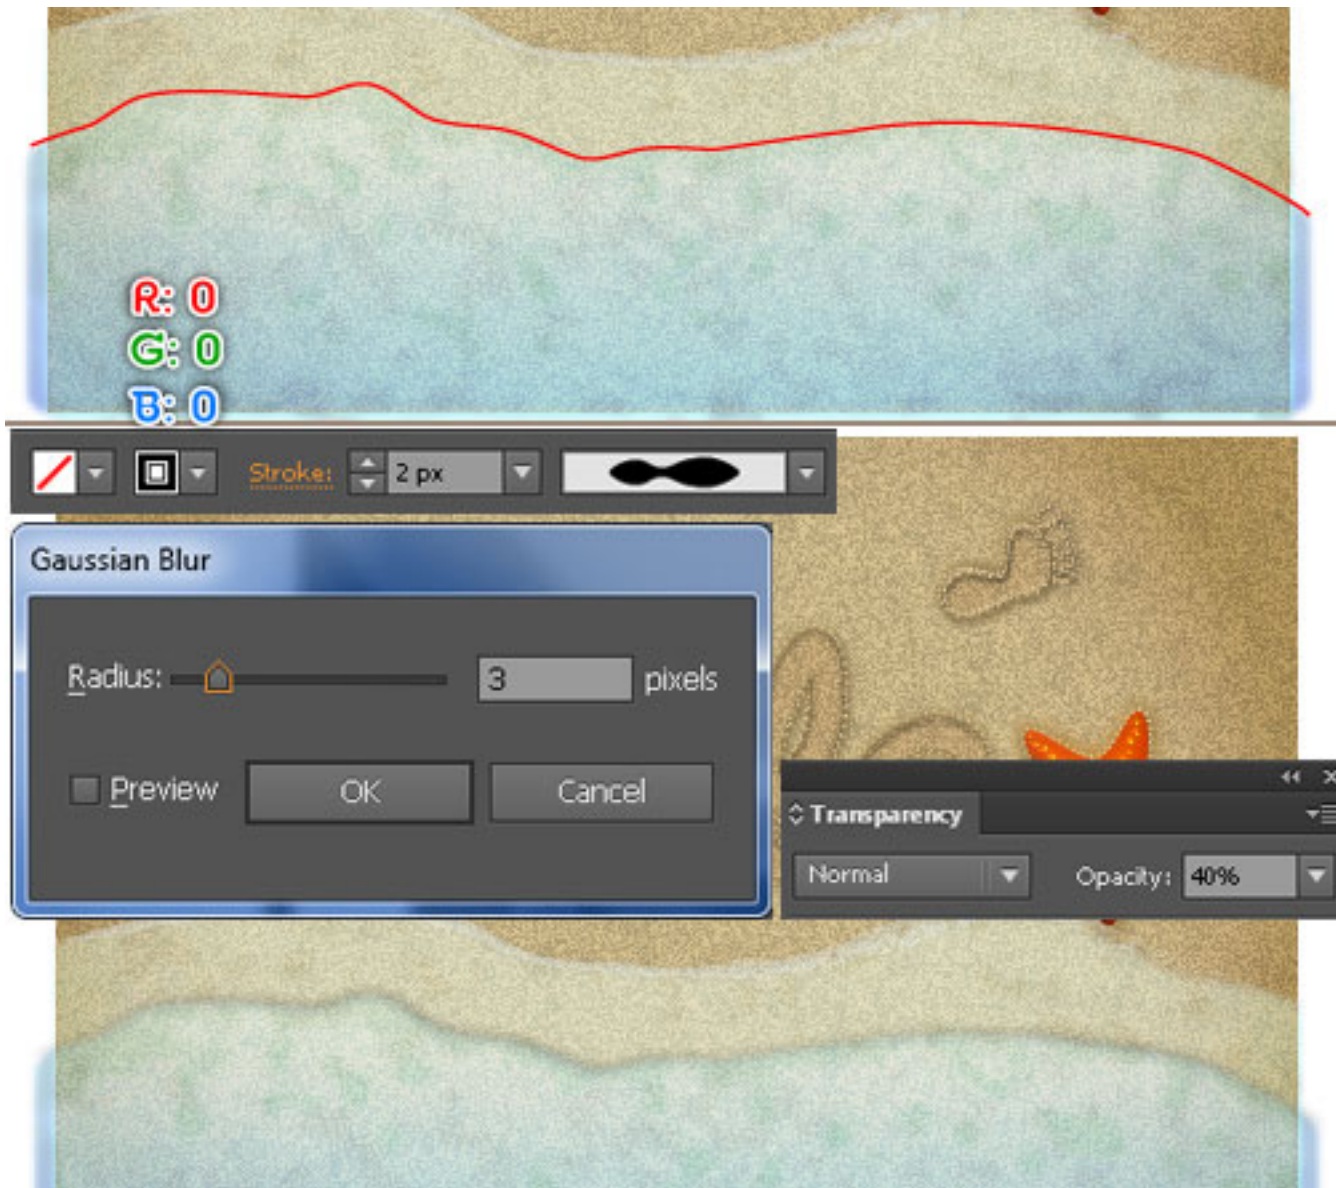 R: 0
G: 0
B: 0
Stroke: 2 px
Gaussian Blur
Radius: 3 pixels
Preview OK Cancel
Transparency
Normal Opacity: 40%